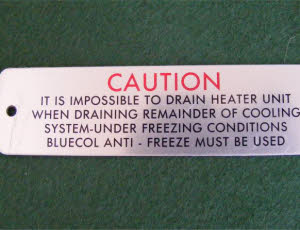 CAUTION
IT IS IMPOSSIBLE TO DRAIN HEATER UNIT
WHEN DRAINING REMAINDER OF COOLING
SYSTEM-UNDER FREEZING CONDITIONS
BLUECOL ANTI - FREEZE MUST BE USED